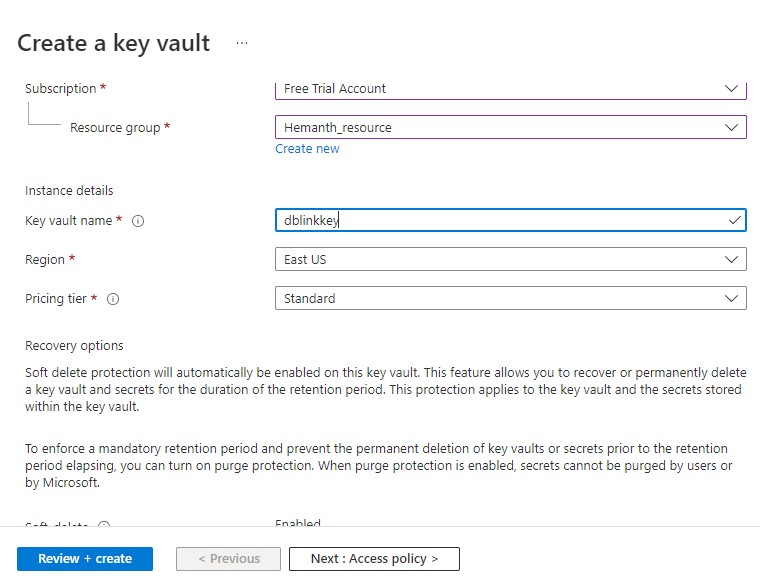 Create a key vault ...
Subscription *
Free Trial Account
Resource group *
Hemanth_resource
Create new
Instance details
Key vault name *
dblinkkey
Region *
East US
Pricing tier *
Standard
Recovery options
Soft delete protection will automatically be enabled on this key vault. This feature allows you to recover or permanently delete
a key vault and secrets for the duration of the retention period. This protection applies to the key vault and the secrets stored
within the key vault.
To enforce a mandatory retention period and prevent the permanent deletion of key vaults or secrets prior to the retention
period elapsing, you can turn on purge protection. When purge protection is enabled, secrets cannot be purged by users or
by Microsoft.
Soft-delete
Enabled
Review + create
< Previous
Next : Access policy >